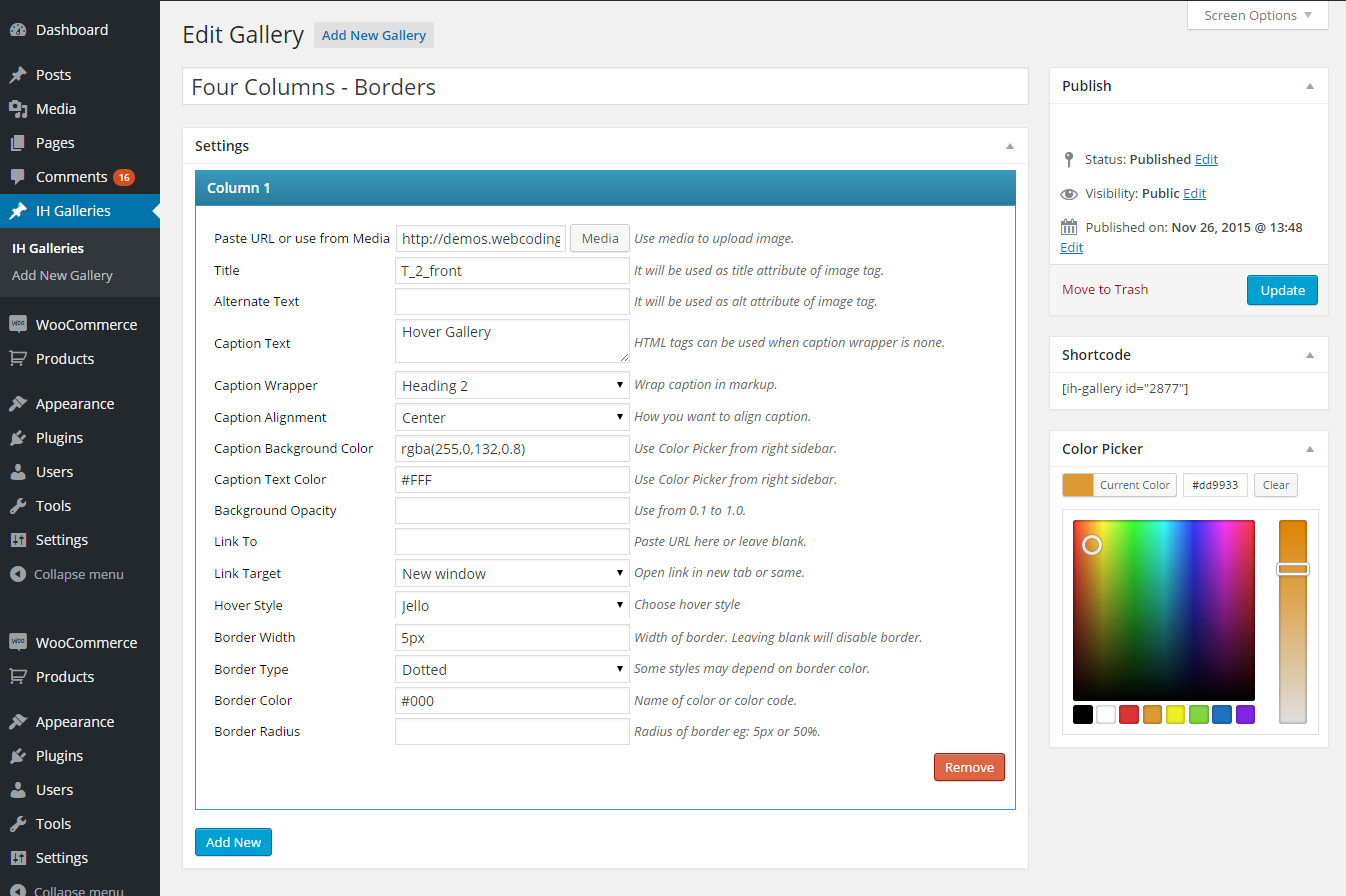 Dashboard
Posts
Media
Pages
Comments 16
IH Galleries
IH Galleries
Add New Gallery
WooCommerce
Products
Appearance
Plugins
Users
Tools
Settings
Collapse menu
WooCommerce
Products
Appearance
Plugins
Users
Tools
Settings
Collapse menu
Screen Options
Edit Gallery Add New Gallery
Four Columns - Borders
Settings
Column 1
Paste URL or use from Media http://demos.webcoding Media Use media to upload image.
Title T_2_front It will be used as title attribute of image tag.
Alternate Text It will be used as alt attribute of image tag.
Caption Text Hover Gallery HTML tags can be used when caption wrapper is none.
Caption Wrapper Heading 2 Wrap caption in markup.
Caption Alignment Center How you want to align caption.
Caption Background Color rgba(255,0,132,0.8) Use Color Picker from right sidebar.
Caption Text Color #FFF Use Color Picker from right sidebar.
Background Opacity Use from 0.1 to 1.0.
Link To Paste URL here or leave blank.
Link Target New window Open link in new tab or same.
Hover Style Jello Choose hover style
Border Width 5px Width of border. Leaving blank will disable border.
Border Type Dotted Some styles may depend on border color.
Border Color #000 Name of color or color code.
Border Radius Radius of border eg: 5px or 50%.
Remove
Add New
Publish
Status: Published Edit
Visibility: Public Edit
Published on: Nov 26, 2015 @ 13:48
Edit
Move to Trash Update
Shortcode
[ih-gallery id="2877"]
Color Picker
Current Color #dd9933 Clear